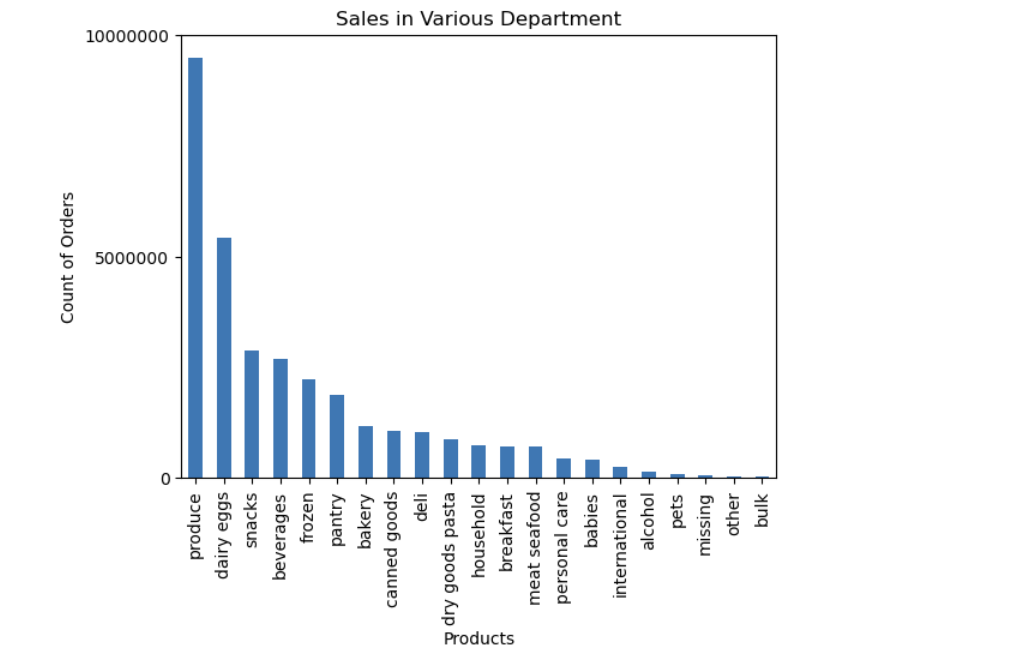 Sales in Various Department
Count of Orders
10000000
5000000
0
produce
dairy eggs
snacks
beverages
frozen
pantry
bakery
canned goods
deli
dry goods pasta
household
breakfast
meat seafood
personal care
babies
international
alcohol
pets
missing
other
bulk
Products